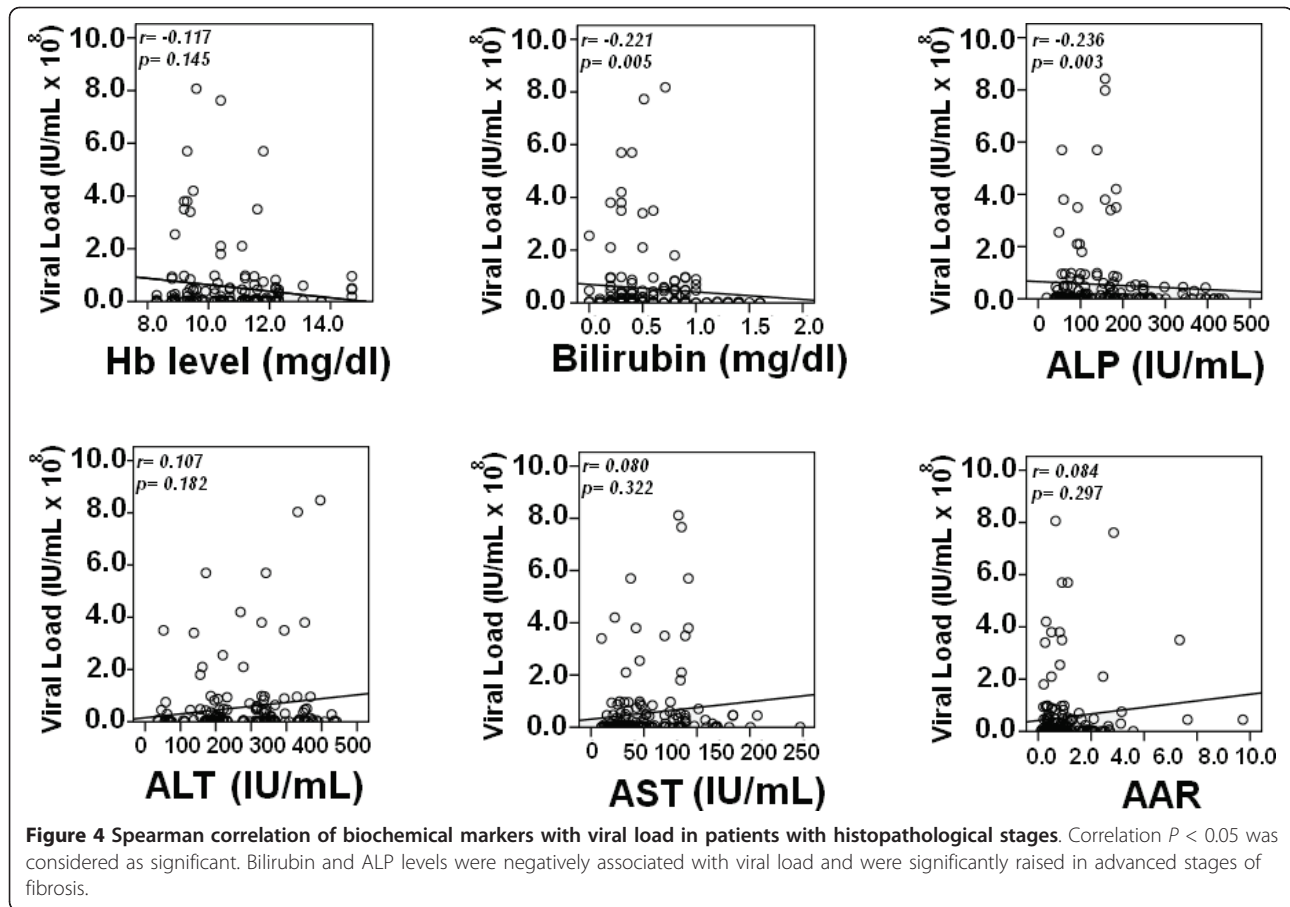 r= -0.117
p= 0.145
Viral Load (IU/mL x 10⁸)
10.0
8.0
6.0
4.0
2.0
0.0
8.0 10.0 12.0 14.0
Hb level (mg/dl)
r= -0.221
p= 0.005
Viral Load (IU/mL x 10⁸)
10.0
8.0
6.0
4.0
2.0
0.0
0.0 0.5 1.0 1.5 2.0
Bilirubin (mg/dl)
r= -0.236
p= 0.003
Viral Load (IU/mL x 10⁸)
10.0
8.0
6.0
4.0
2.0
0.0
0 100 200 300 400 500
ALP (IU/mL)
r= 0.107
p= 0.182
Viral Load (IU/mL x 10⁸)
10.0
8.0
6.0
4.0
2.0
0.0
0 100 200 300 400 500
ALT (IU/mL)
r= 0.080
p= 0.322
Viral Load (IU/mL x 10⁸)
10.0
8.0
6.0
4.0
2.0
0.0
0 50 100 150 200 250
AST (IU/mL)
r= 0.084
p= 0.297
Viral Load (IU/mL x 10⁸)
10.0
8.0
6.0
4.0
2.0
0.0
0.0 2.0 4.0 6.0 8.0 10.0
AAR
Figure 4 Spearman correlation of biochemical markers with viral load in patients with histopathological stages. Correlation P < 0.05 was
considered as significant. Bilirubin and ALP levels were negatively associated with viral load and were significantly raised in advanced stages of
fibrosis.